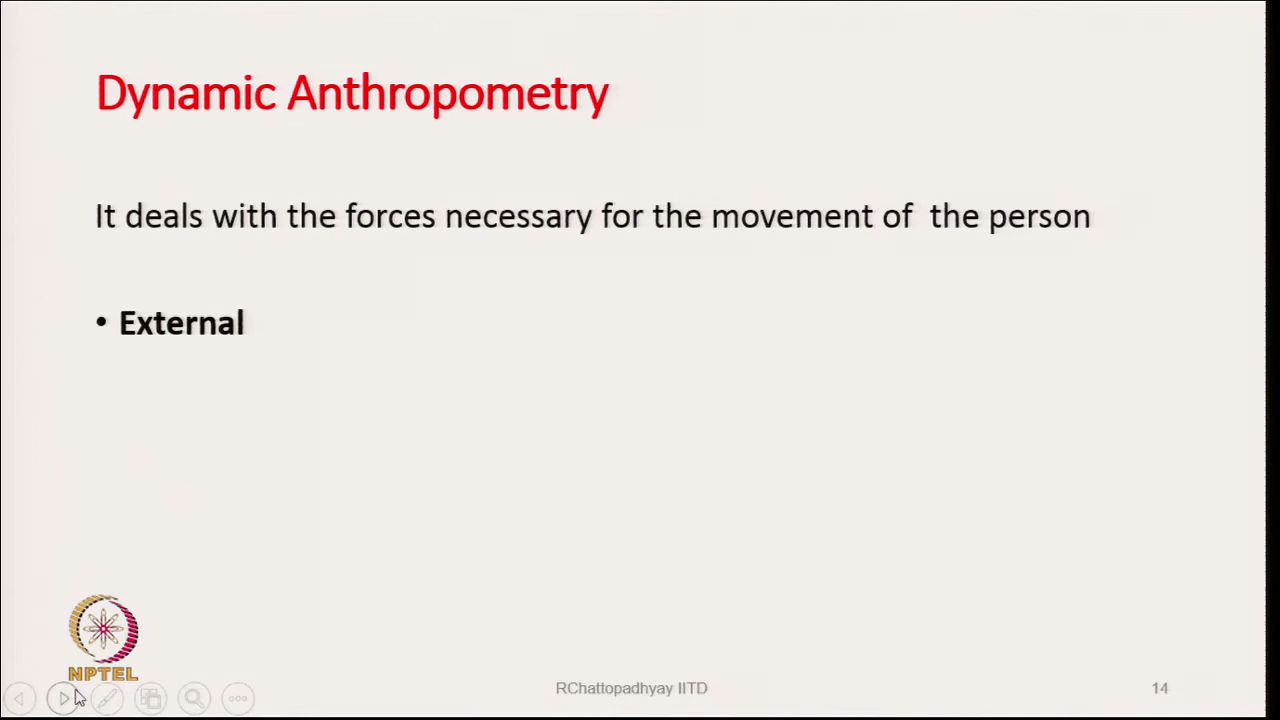 Dynamic Anthropometry
It deals with the forces necessary for the movement of the person
• External
NPTEL
RChattopadhyay IITD
14